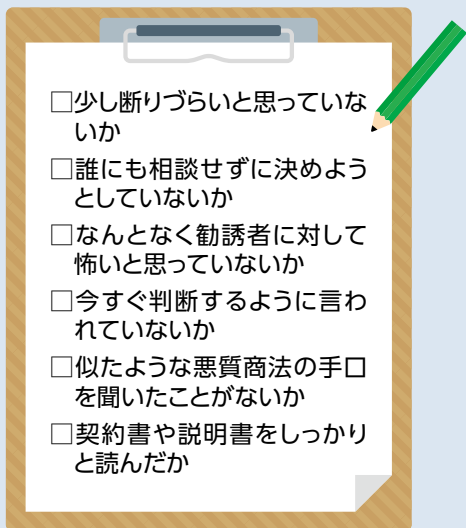 □少し断りづらいと思っていな
いか
□誰にも相談せずに決めよう
としていないか
□なんとなく勧誘者に対して
怖いと思っていないか
□今すぐ判断するように言わ
れていないか
□似たような悪質商法の手口
を聞いたことがないか
□契約書や説明書をしっかり
と読んだか